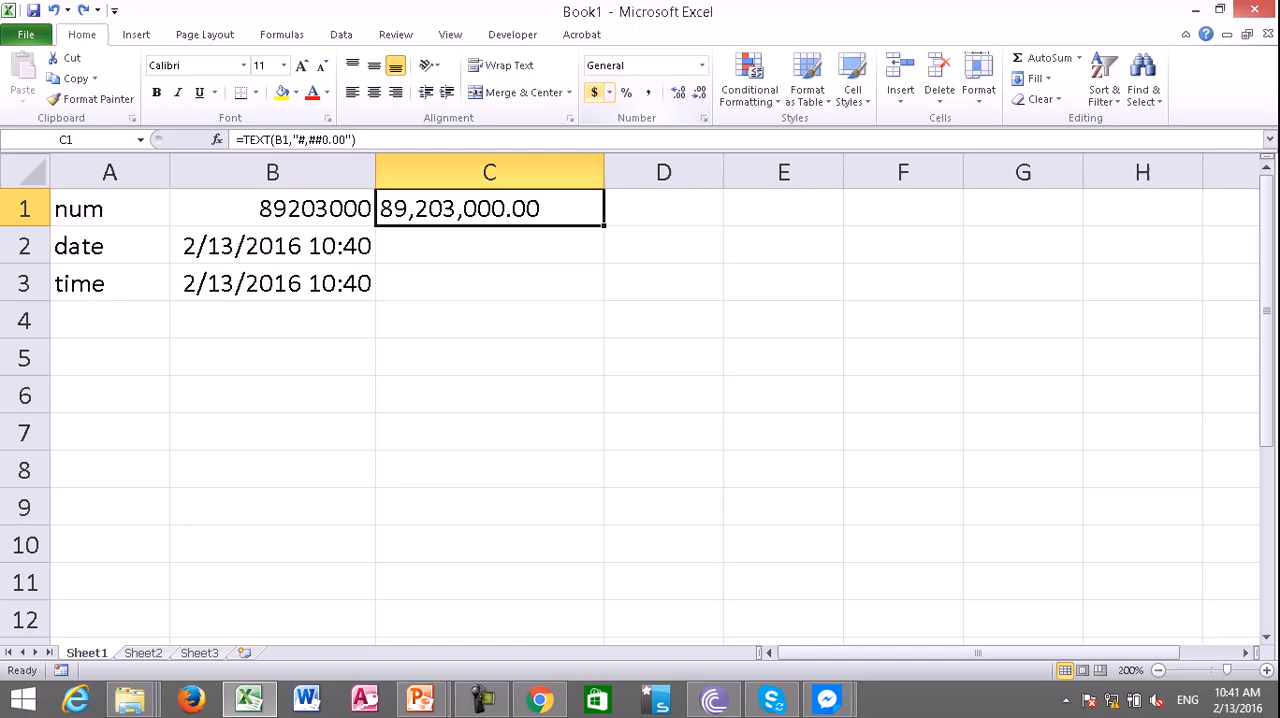 Book1 - Microsoft Excel
File Home Insert Page Layout Formulas Data Review View Developer Acrobat
Paste
Cut
Copy
Format Painter
Clipboard
Calibri 11
B I U
Font
Wrap Text
Merge & Center
Alignment
General
$ % ,
Number
Conditional Formatting
Format as Table
Cell Styles
Styles
Insert Delete Format
Cells
Σ AutoSum
Fill
Clear
Sort & Filter
Find & Select
Editing
C1 fx =TEXT(B1,"#,##0.00")
A B C D E F G H
1 num 89203000 89,203,000.00
2 date 2/13/2016 10:40
3 time 2/13/2016 10:40
4
5
6
7
8
9
10
11
12
Sheet1 Sheet2 Sheet3
Ready 200%
ENG 10:41 AM
2/13/2016